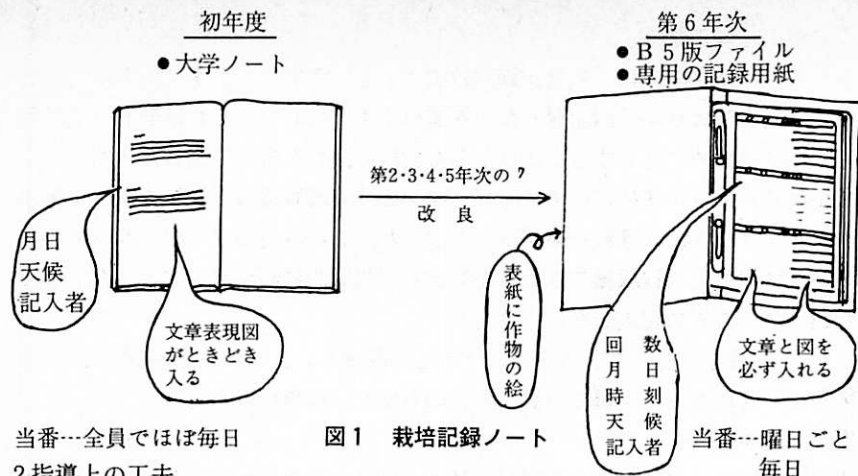 初年度
●大学ノート
月日
天候
記入者
文章表現図
がときどき
入る
当番…全員でほぼ毎日
第2・3・4・5年次の
改良
第6年次
●B5版ファイル
●専用の記録用紙
表紙に作物の絵
回数
月日
時刻
天候
記入者
文章と図を
必ず入れる
当番…曜日ごと
毎日
図1 栽培記録ノート
2指導上の工夫